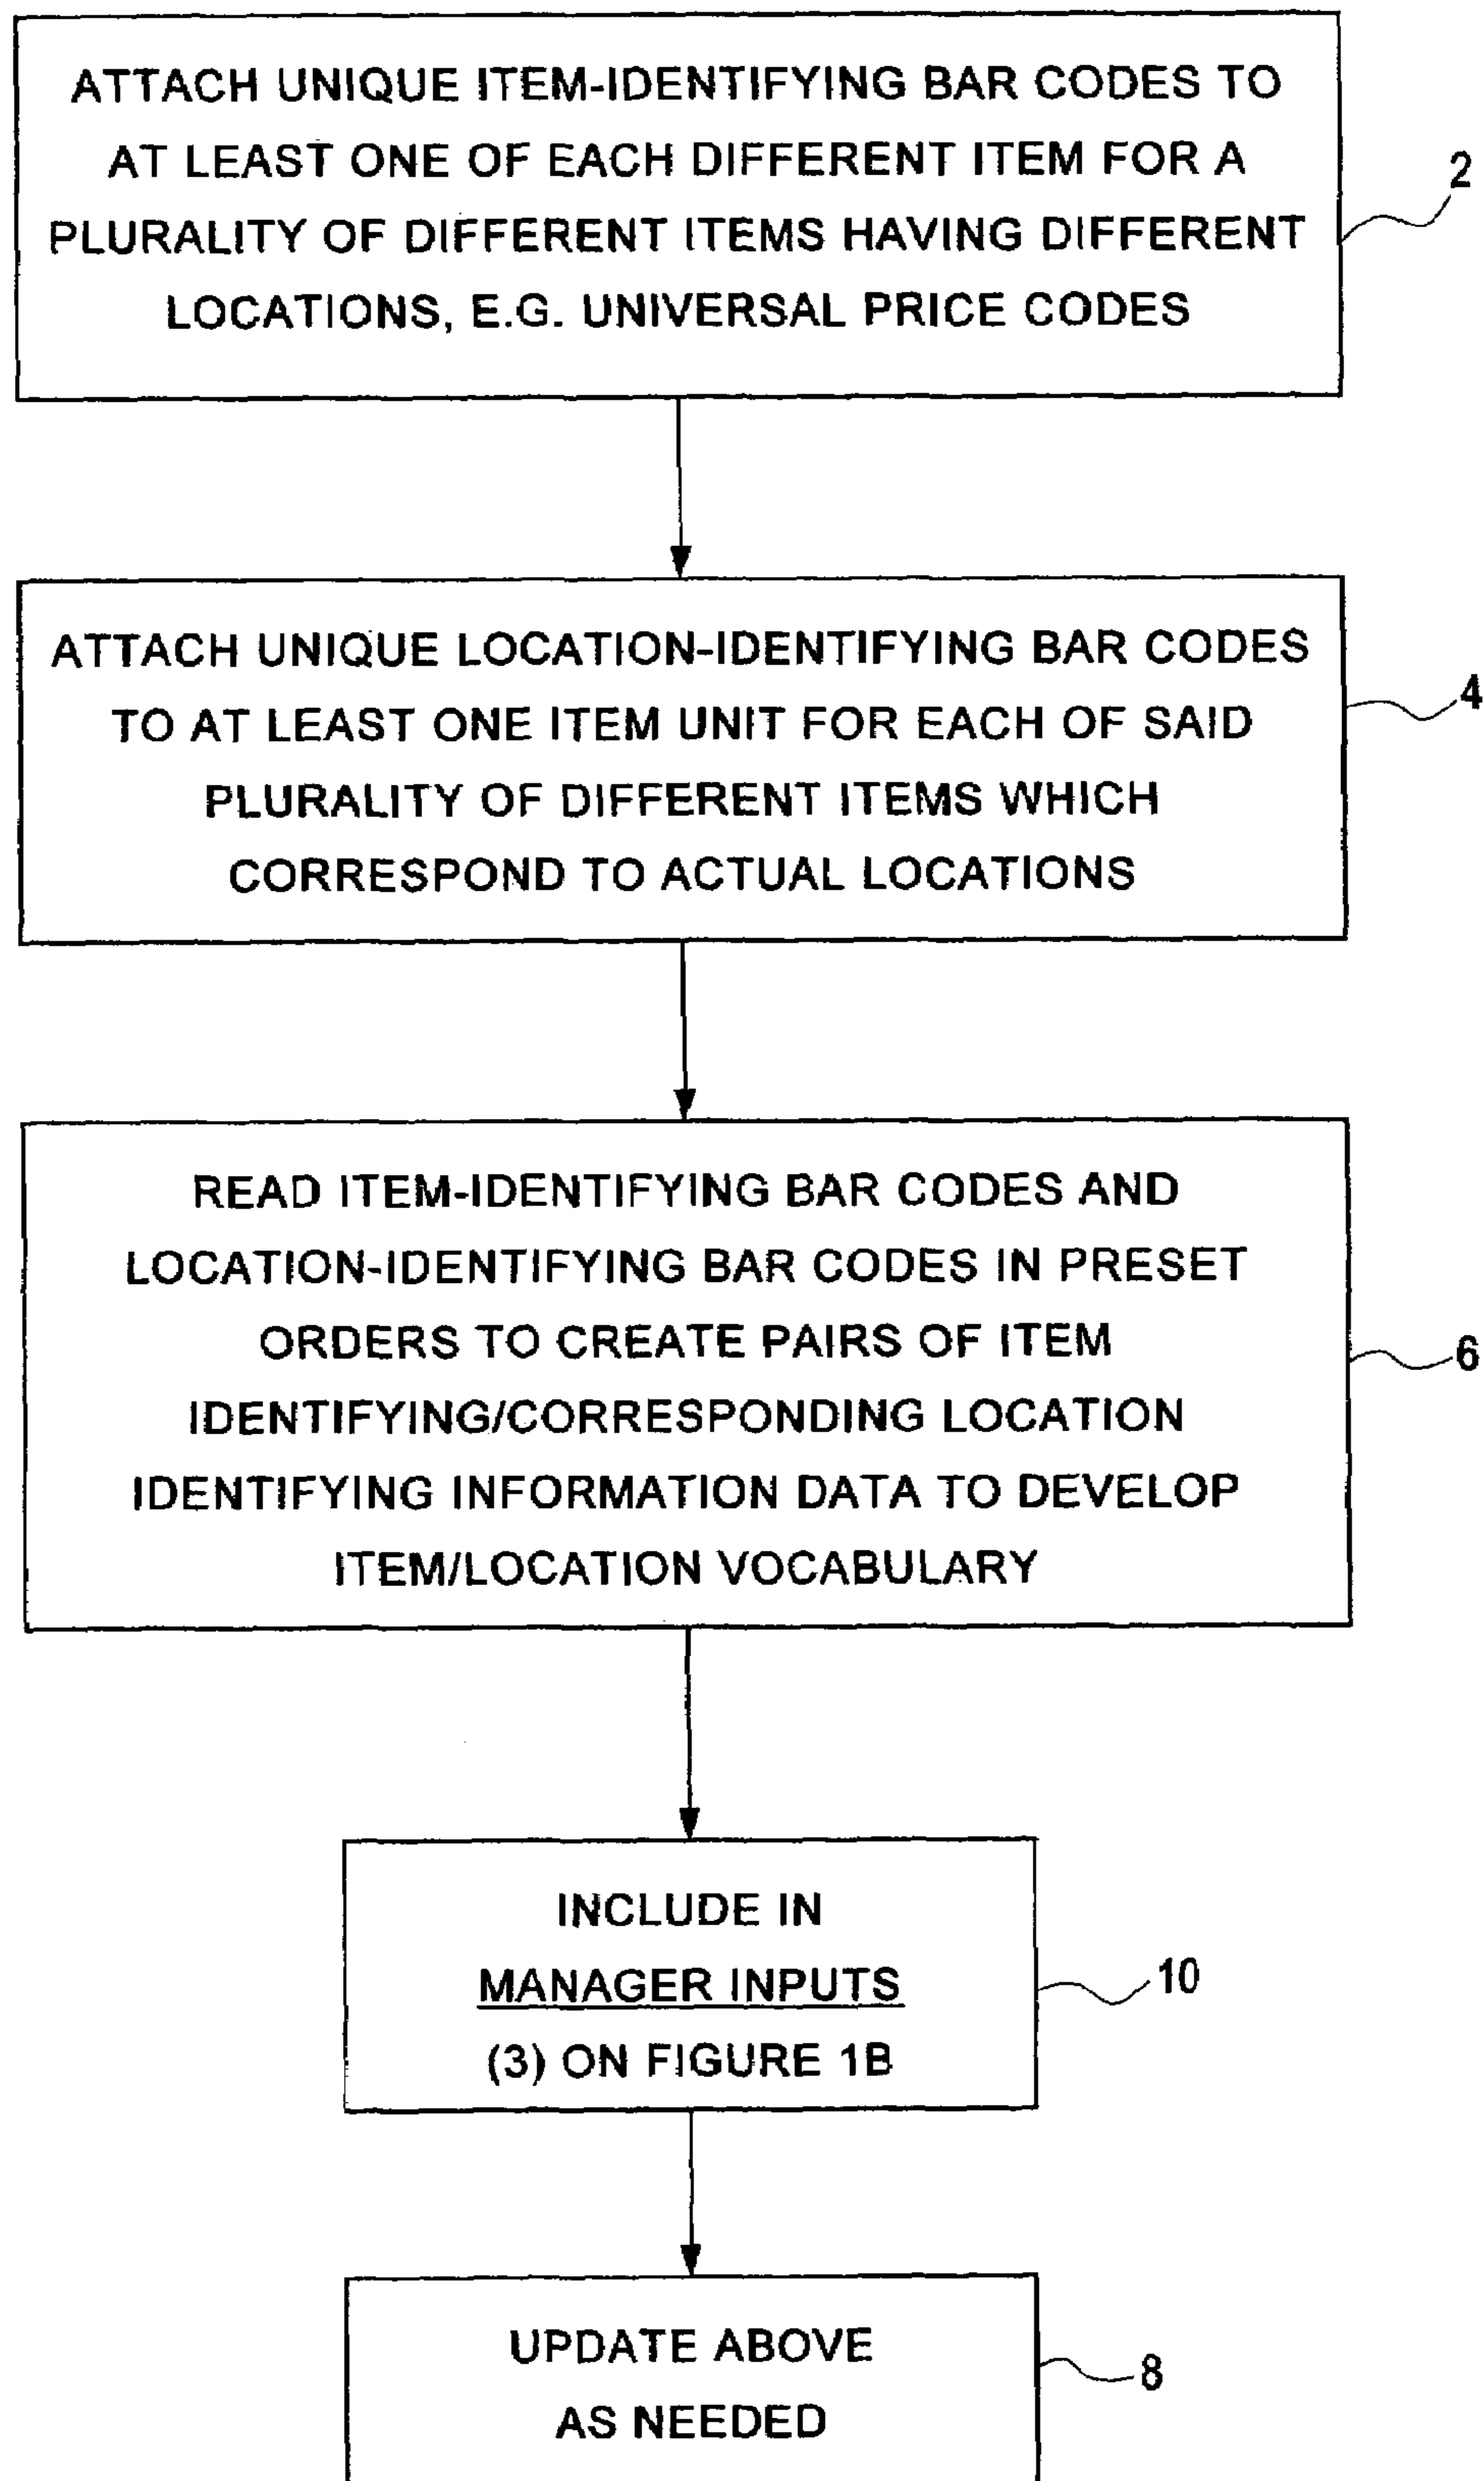 ATTACH UNIQUE ITEM-IDENTIFYING BAR CODES TO
AT LEAST ONE OF EACH DIFFERENT ITEM FOR A
PLURALITY OF DIFFERENT ITEMS HAVING DIFFERENT
LOCATIONS, E.G. UNIVERSAL PRICE CODES
2
ATTACH UNIQUE LOCATION-IDENTIFYING BAR CODES
TO AT LEAST ONE ITEM UNIT FOR EACH OF SAID
PLURALITY OF DIFFERENT ITEMS WHICH
CORRESPOND TO ACTUAL LOCATIONS
4
READ ITEM-IDENTIFYING BAR CODES AND
LOCATION-IDENTIFYING BAR CODES IN PRESET
ORDERS TO CREATE PAIRS OF ITEM
IDENTIFYING/CORRESPONDING LOCATION
IDENTIFYING INFORMATION DATA TO DEVELOP
ITEM/LOCATION VOCABULARY
6
INCLUDE IN
MANAGER INPUTS
(3) ON FIGURE 1B
10
UPDATE ABOVE
AS NEEDED
8